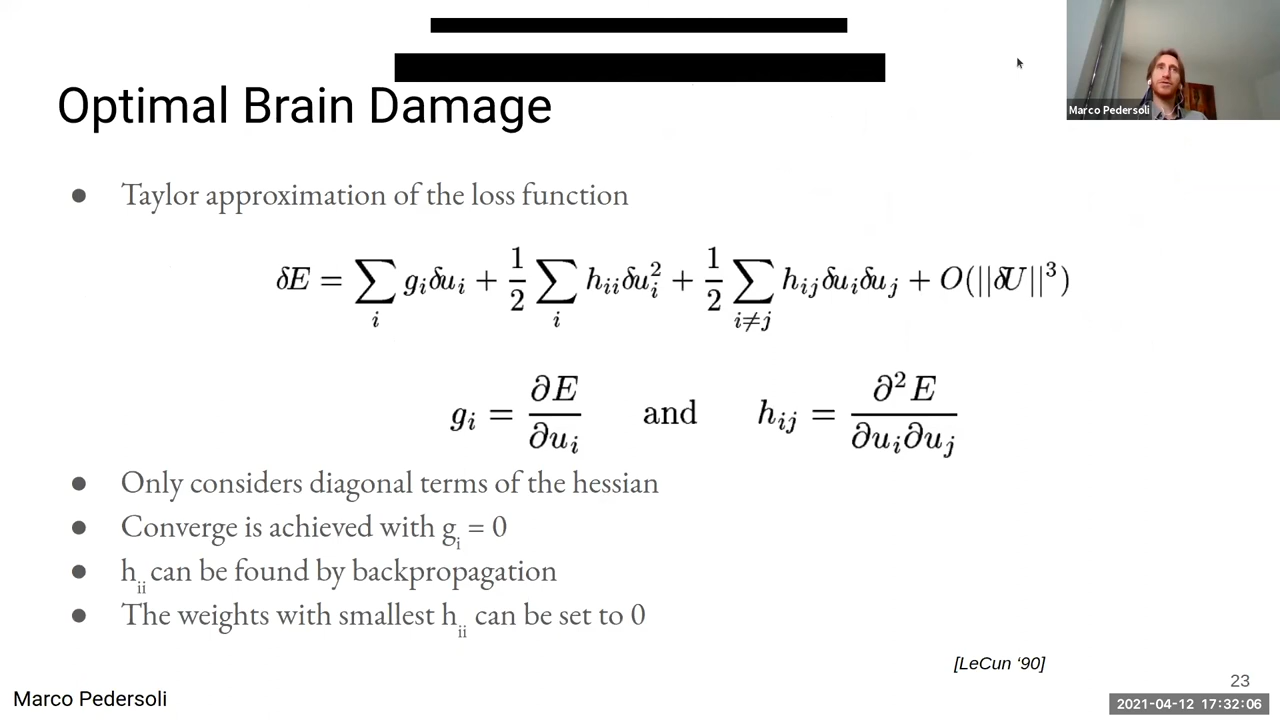 Marco Pedersoli
Optimal Brain Damage
● Taylor approximation of the loss function
δE = ∑_i g_i δu_i + 1/2 ∑_i h_ii δu_i^2 + 1/2 ∑_{i≠j} h_ij δu_i δu_j + O(||δU||^3)
g_i = ∂E/∂u_i and h_ij = ∂^2E/∂u_i∂u_j
● Only considers diagonal terms of the hessian
● Converge is achieved with g_i = 0
● h_ii can be found by backpropagation
● The weights with smallest h_ii can be set to 0
[LeCun ‘90]
23
Marco Pedersoli
2021-04-12 17:32:06